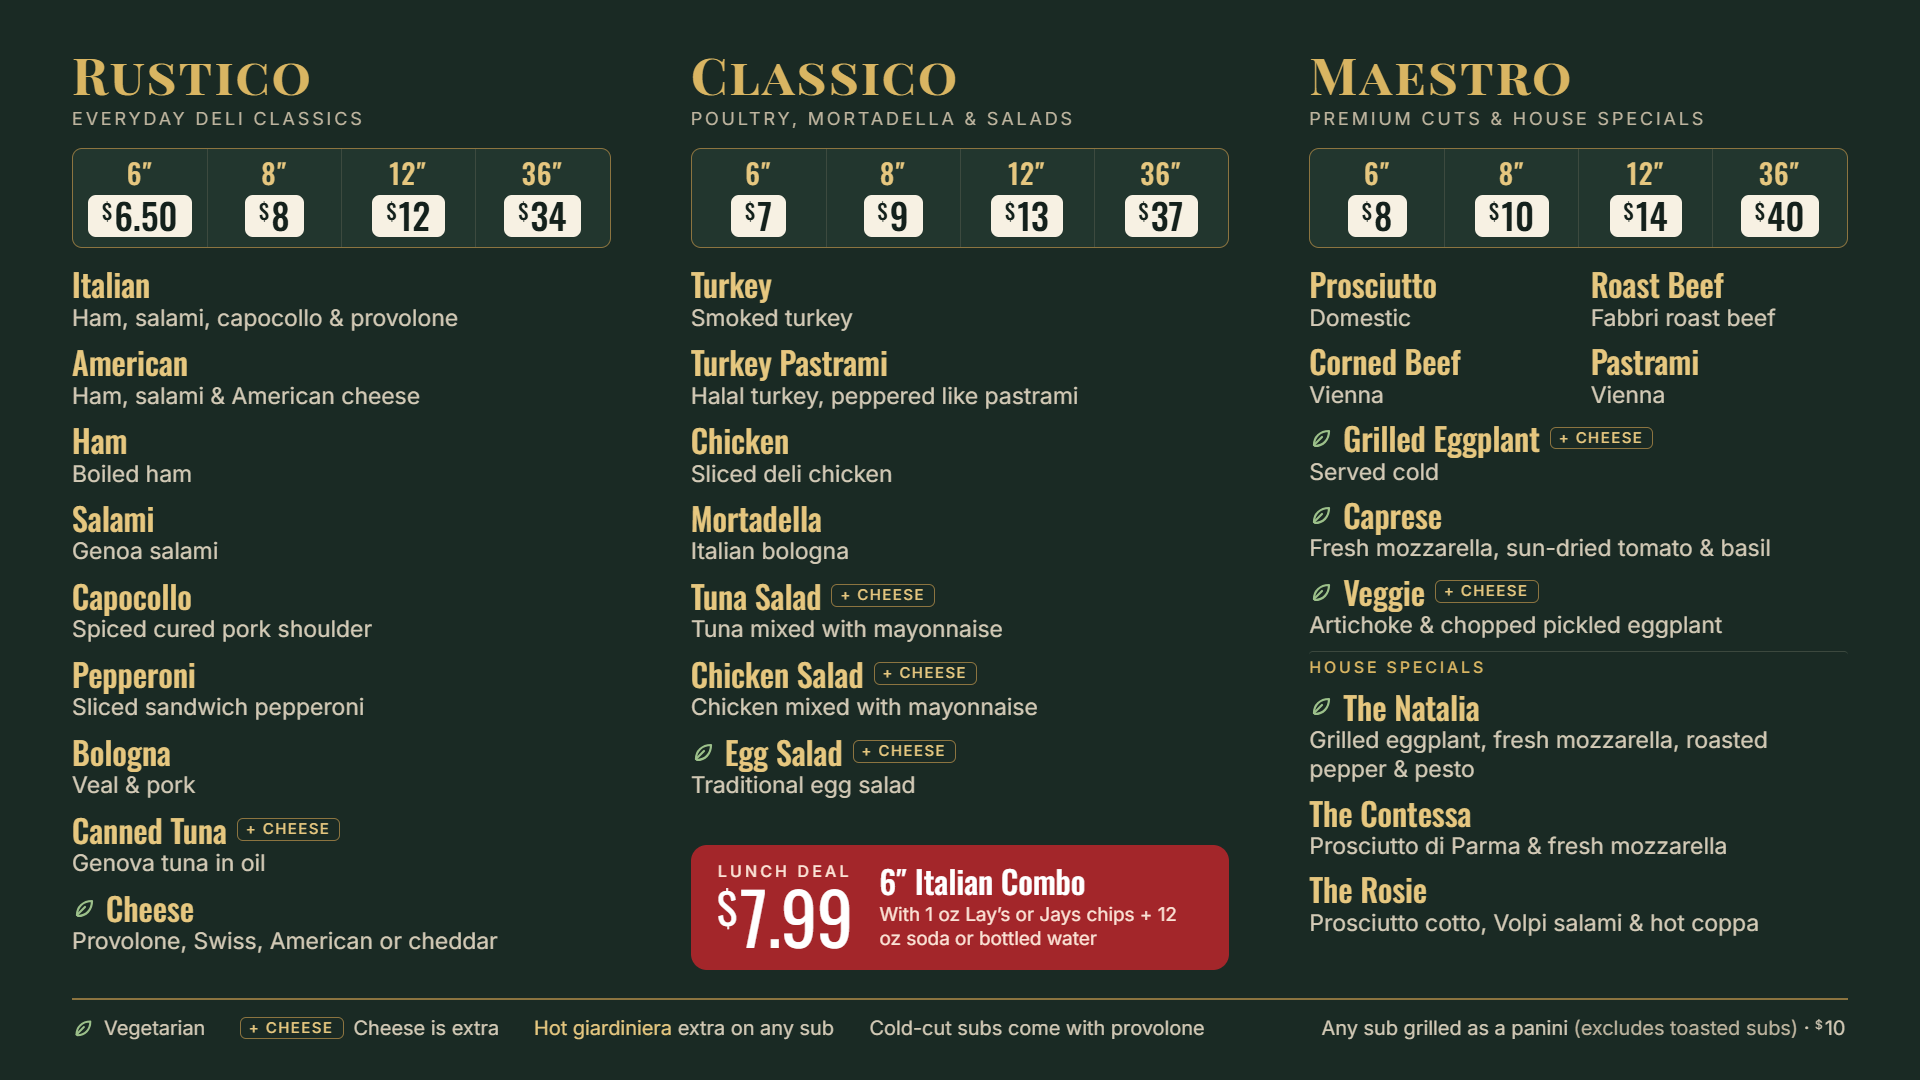 RUSTICO
EVERYDAY DELI CLASSICS
6″ 8″ 12″ 36″
$6.50 $8 $12 $34
Italian
Ham, salami, capocollo & provolone
American
Ham, salami & American cheese
Ham
Boiled ham
Salami
Genoa salami
Capocollo
Spiced cured pork shoulder
Pepperoni
Sliced sandwich pepperoni
Bologna
Veal & pork
Canned Tuna + CHEESE
Genova tuna in oil
Cheese
Provolone, Swiss, American or cheddar
CLASSICO
POULTRY, MORTADELLA & SALADS
6″ 8″ 12″ 36″
$7 $9 $13 $37
Turkey
Smoked turkey
Turkey Pastrami
Halal turkey, peppered like pastrami
Chicken
Sliced deli chicken
Mortadella
Italian bologna
Tuna Salad + CHEESE
Tuna mixed with mayonnaise
Chicken Salad + CHEESE
Chicken mixed with mayonnaise
Egg Salad + CHEESE
Traditional egg salad
LUNCH DEAL
$7.99
6″ Italian Combo
With 1 oz Lay’s or Jays chips + 12
oz soda or bottled water
MAESTRO
PREMIUM CUTS & HOUSE SPECIALS
6″ 8″ 12″ 36″
$8 $10 $14 $40
Prosciutto Roast Beef
Domestic Fabbri roast beef
Corned Beef Pastrami
Vienna Vienna
Grilled Eggplant + CHEESE
Served cold
Caprese
Fresh mozzarella, sun-dried tomato & basil
Veggie + CHEESE
Artichoke & chopped pickled eggplant
HOUSE SPECIALS
The Natalia
Grilled eggplant, fresh mozzarella, roasted
pepper & pesto
The Contessa
Prosciutto di Parma & fresh mozzarella
The Rosie
Prosciutto cotto, Volpi salami & hot coppa
Vegetarian + CHEESE Cheese is extra Hot giardiniera extra on any sub Cold-cut subs come with provolone Any sub grilled as a panini (excludes toasted subs) · $10